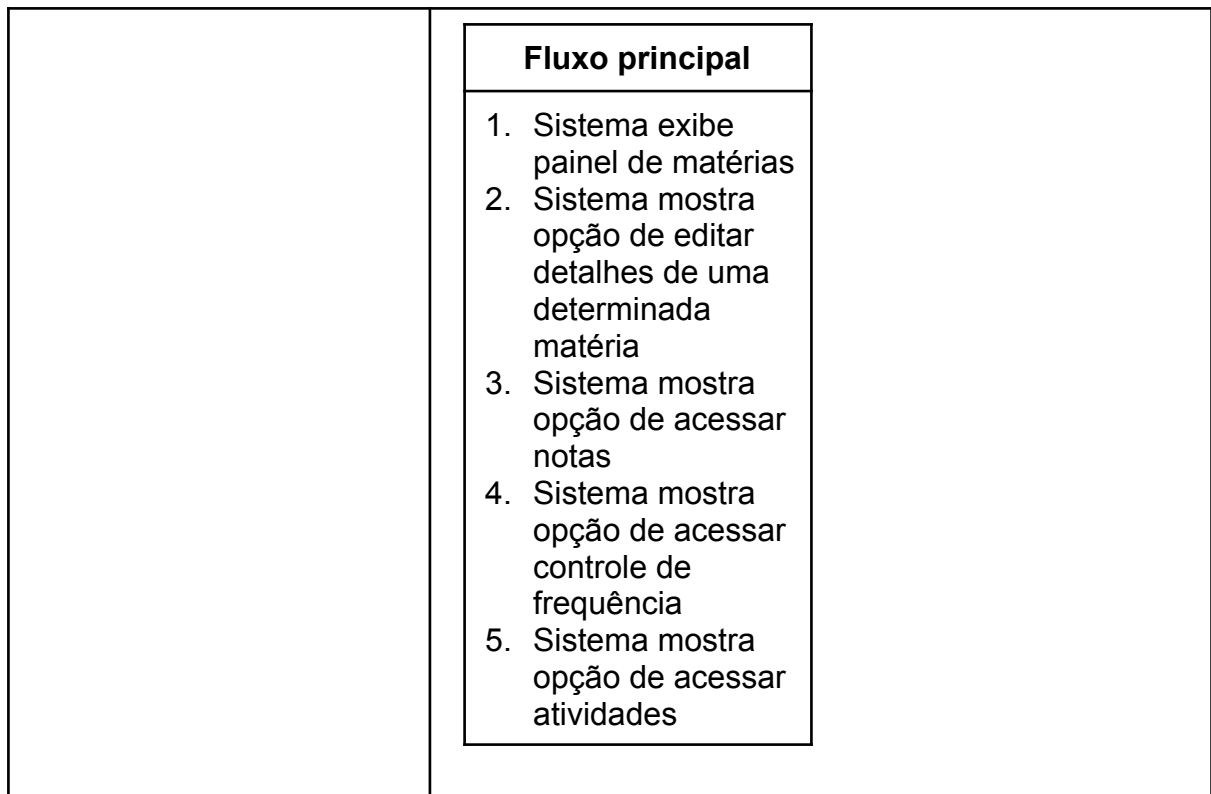 Fluxo principal
1. Sistema exibe
painel de matérias
2. Sistema mostra
opção de editar
detalhes de uma
determinada
matéria
3. Sistema mostra
opção de acessar
notas
4. Sistema mostra
opção de acessar
controle de
frequência
5. Sistema mostra
opção de acessar
atividades